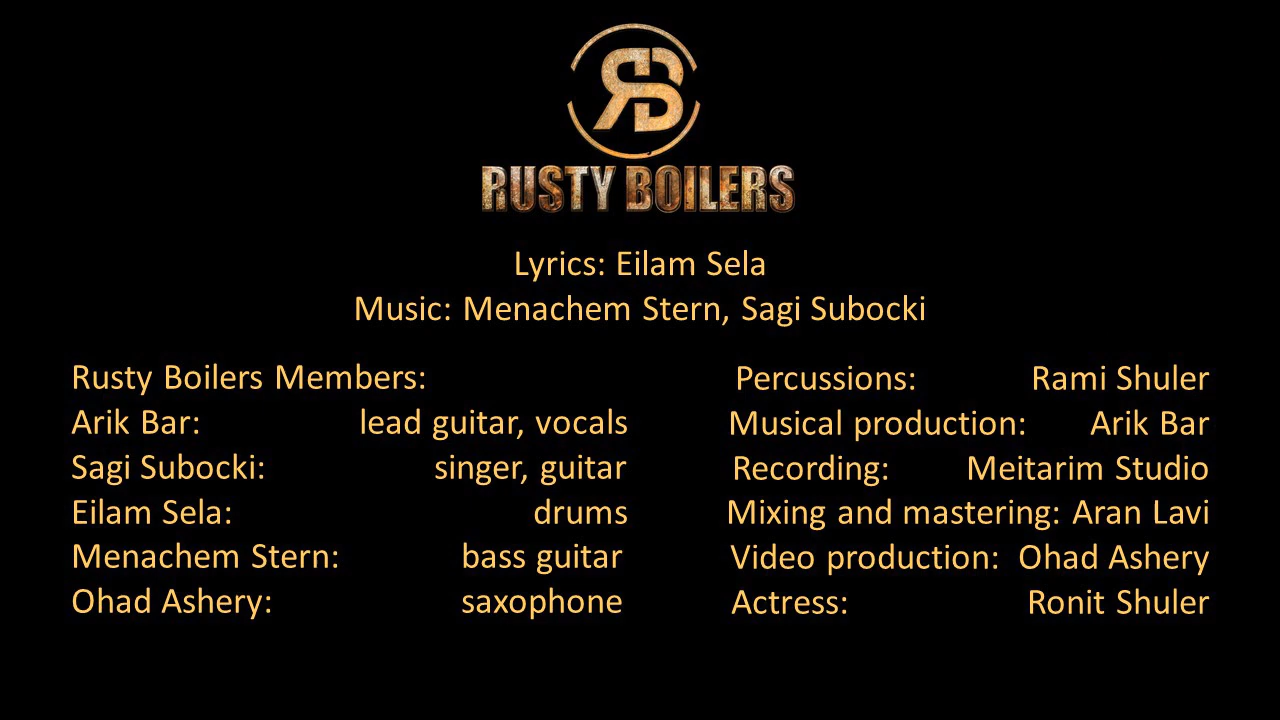 RB
RUSTY BOILERS
Lyrics: Eilam Sela
Music: Menachem Stern, Sagi Subocki
Rusty Boilers Members:
Arik Bar: lead guitar, vocals
Sagi Subocki: singer, guitar
Eilam Sela: drums
Menachem Stern: bass guitar
Ohad Ashery: saxophone
Percussions: Rami Shuler
Musical production: Arik Bar
Recording: Meitarim Studio
Mixing and mastering: Aran Lavi
Video production: Ohad Ashery
Actress: Ronit Shuler